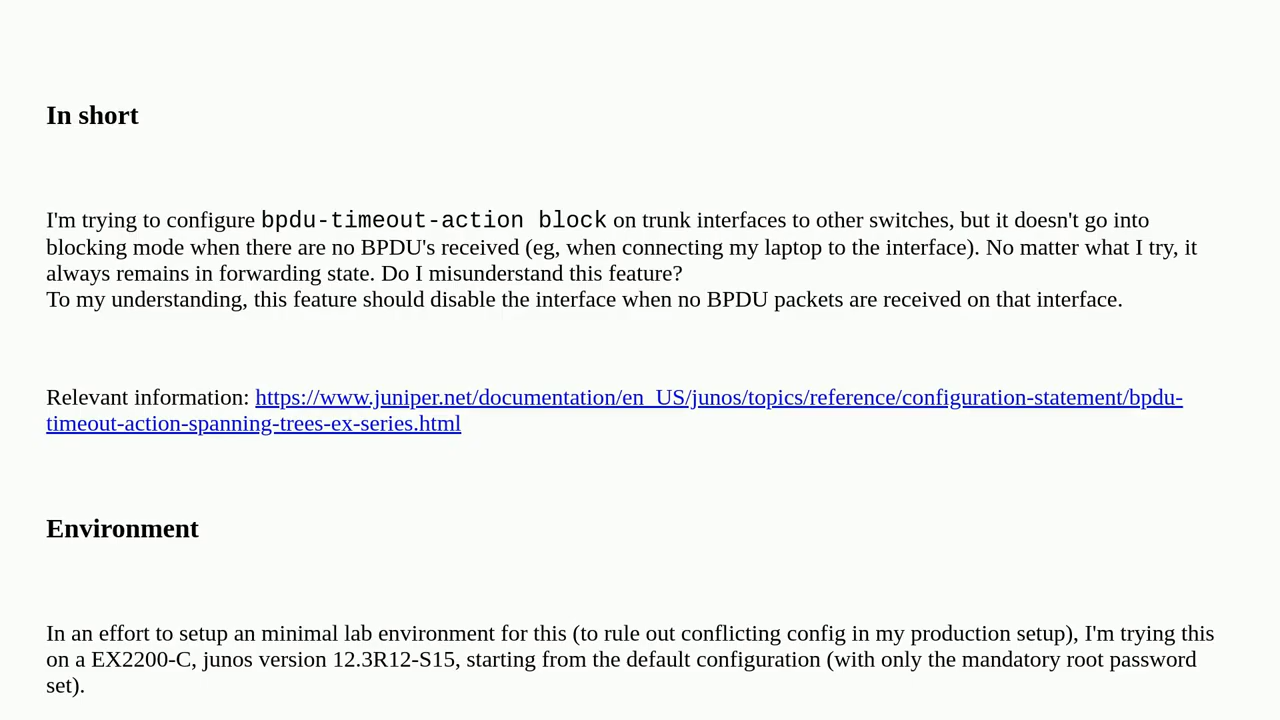 In short
I'm trying to configure bpdu-timeout-action block on trunk interfaces to other switches, but it doesn't go into
blocking mode when there are no BPDU's received (eg, when connecting my laptop to the interface). No matter what I try, it
always remains in forwarding state. Do I misunderstand this feature?
To my understanding, this feature should disable the interface when no BPDU packets are received on that interface.
Relevant information: https://www.juniper.net/documentation/en_US/junos/topics/reference/configuration-statement/bpdu-
timeout-action-spanning-trees-ex-series.html
Environment
In an effort to setup an minimal lab environment for this (to rule out conflicting config in my production setup), I'm trying this
on a EX2200-C, junos version 12.3R12-S15, starting from the default configuration (with only the mandatory root password
set).